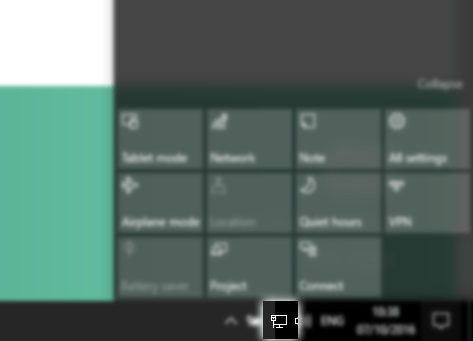 Collapse
Tablet mode
Network
Note
All settings
Airplane mode
Location
Quiet hours
VPN
Battery saver
Project
Connect
ENG
10:38
07/10/2016